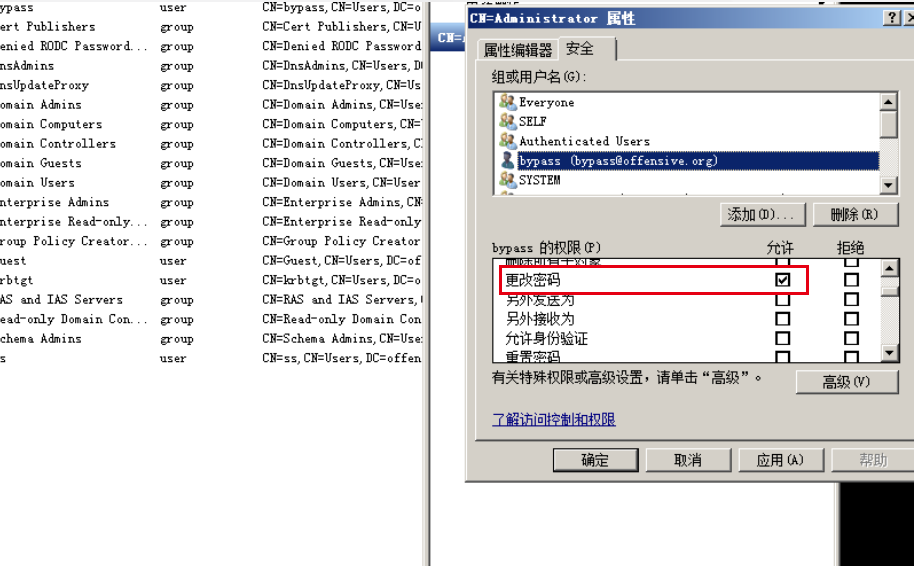 ypass user CN=bypass,CN=Users,DC=o
ert Publishers group CN=Cert Publishers,CN=U
enied RODC Password... group CN=Denied RODC Password
nsAdmins group CN=DnsAdmins,CN=Users,D
nsUpdateProxy group CN=DnsUpdateProxy,CN=Us
omain Admins group CN=Domain Admins,CN=Use
omain Computers group CN=Domain Computers,CN=
omain Controllers group CN=Domain Controllers,C
omain Guests group CN=Domain Guests,CN=Use
omain Users group CN=Domain Users,CN=User
nterprise Admins group CN=Enterprise Admins,CN
nterprise Read-only... group CN=Enterprise Read-only
roup Policy Creator... group CN=Group Policy Creator
uest user CN=Guest,CN=Users,DC=of
rbtgt user CN=krbtgt,CN=Users,DC=o
AS and IAS Servers group CN=RAS and IAS Servers,
ead-only Domain Con... group CN=Read-only Domain Con
chema Admins group CN=Schema Admins,CN=Use
s user CN=ss,CN=Users,DC=offen
CN=
CN=Administrator 属性
属性编辑器 安全
组或用户名(G):
Everyone
SELF
Authenticated Users
bypass (bypass@offensive.org)
SYSTEM
添加(D)... 删除(R)
bypass 的权限(P) 允许 拒绝
删除所有子对象
更改密码
另外发送为
另外接收为
允许身份验证
重置密码
有关特殊权限或高级设置，请单击“高级”。
高级(V)
了解访问控制和权限
确定 取消 应用(A) 帮助